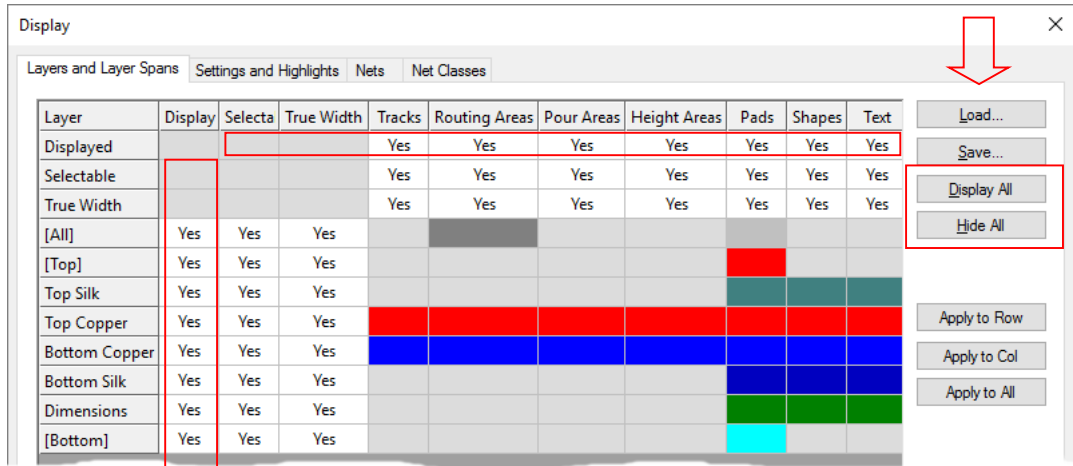 Display
Layers and Layer Spans Settings and Highlights Nets Net Classes
Layer Display Selecta True Width Tracks Routing Areas Pour Areas Height Areas Pads Shapes Text
Displayed Yes Yes Yes Yes Yes Yes Yes
Selectable Yes Yes Yes Yes Yes Yes Yes
True Width Yes Yes Yes Yes Yes Yes Yes
[All] Yes Yes Yes
[Top] Yes Yes Yes
Top Silk Yes Yes Yes
Top Copper Yes Yes Yes
Bottom Copper Yes Yes Yes
Bottom Silk Yes Yes Yes
Dimensions Yes Yes Yes
[Bottom] Yes Yes Yes
Load...
Save...
Display All
Hide All
Apply to Row
Apply to Col
Apply to All